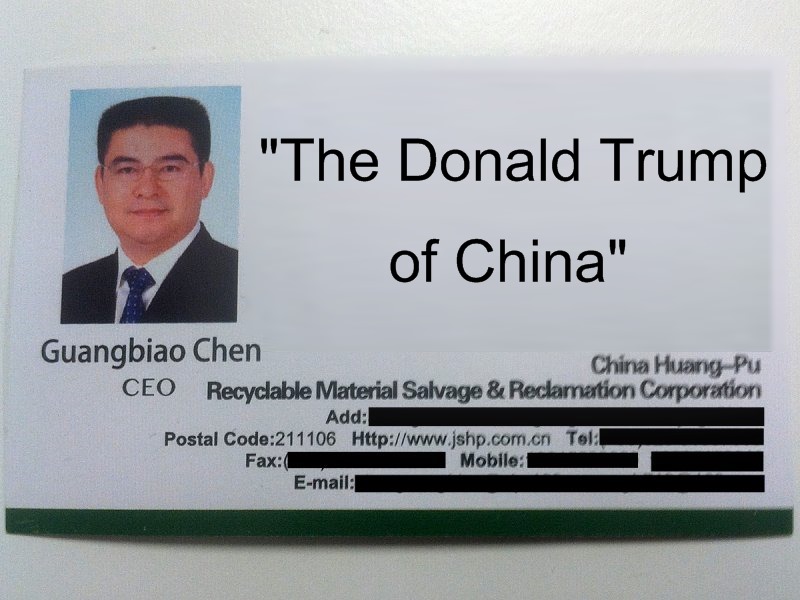 "The Donald Trump
of China"
Guangbiao Chen
CEO
China Huang-Pu
Recyclable Material Salvage & Reclamation Corporation
Add:
Postal Code:211106 Http://www.jshp.com.cn Tel:
Fax:( Mobile:
E-mail: